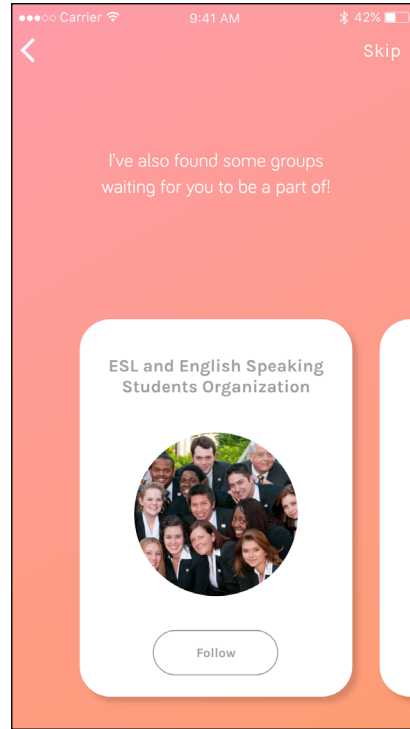 Carrier
9:41 AM
42%
Skip
I've also found some groups
waiting for you to be a part of!
ESL and English Speaking
Students Organization
Follow